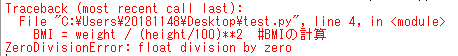 Traceback (most recent call last):
  File "C:¥Users¥20181148¥Desktop¥test.py", line 4, in <module>
    BMI = weight / (height/100)**2  #BMIの計算
ZeroDivisionError: float division by zero